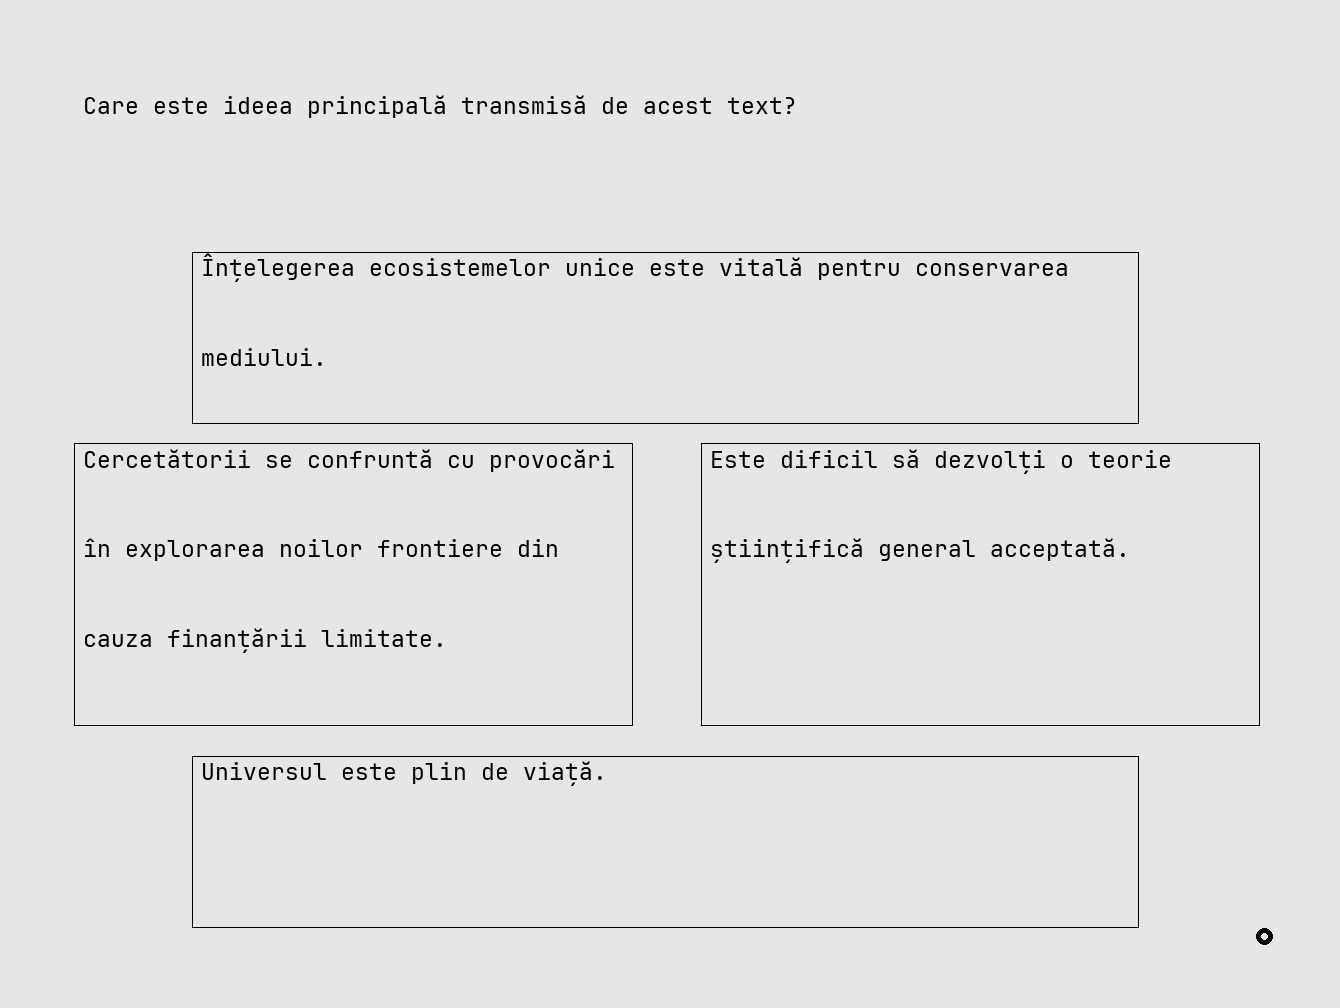 Care este ideea principală transmisă de acest text?
Înțelegerea ecosistemelor unice este vitală pentru conservarea
mediului.
Cercetătorii se confruntă cu provocări
în explorarea noilor frontiere din
cauza finanțării limitate.
Este dificil să dezvolți o teorie
științifică general acceptată.
Universul este plin de viață.